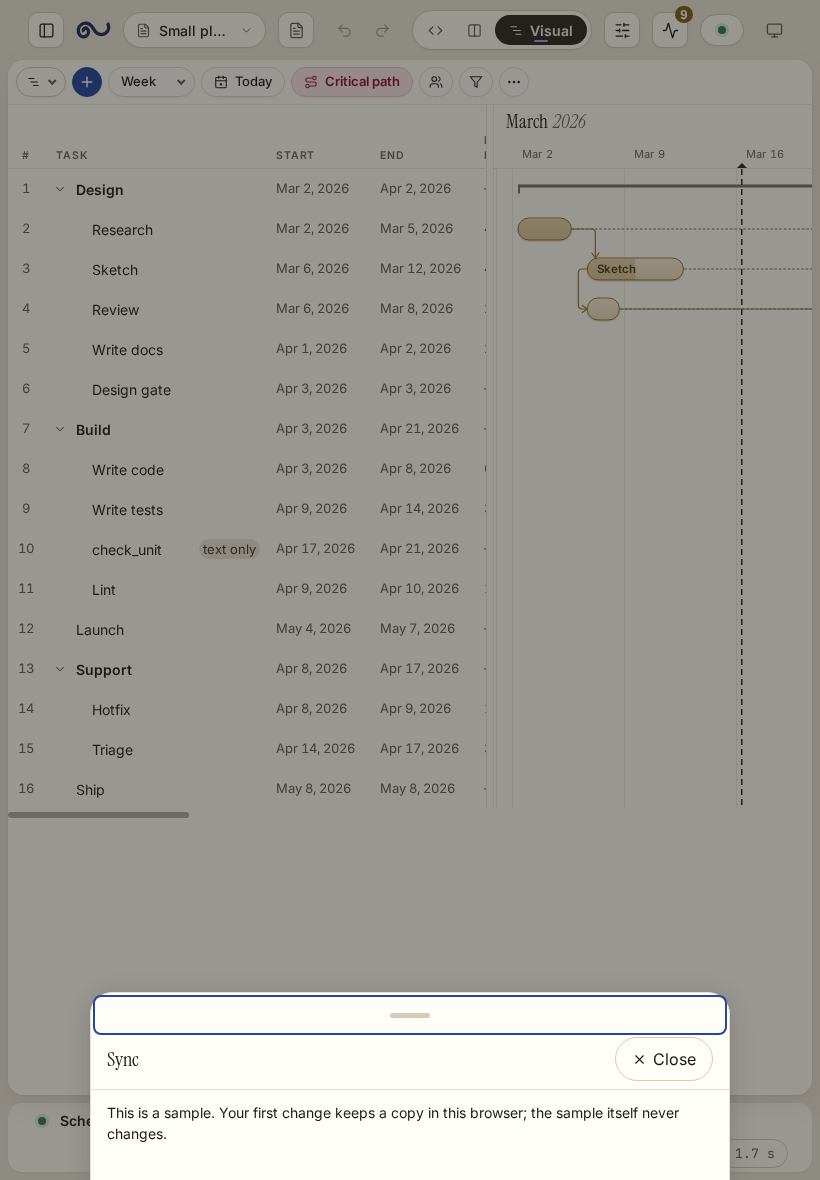 Small pl...
Visual
9
Week
Today
Critical path
March 2026
# TASK START END
Mar 2 Mar 9 Mar 16
1 Design Mar 2, 2026 Apr 2, 2026
2 Research Mar 2, 2026 Mar 5, 2026
3 Sketch Mar 6, 2026 Mar 12, 2026 Sketch
4 Review Mar 6, 2026 Mar 8, 2026
5 Write docs Apr 1, 2026 Apr 2, 2026
6 Design gate Apr 3, 2026 Apr 3, 2026
7 Build Apr 3, 2026 Apr 21, 2026
8 Write code Apr 3, 2026 Apr 8, 2026
9 Write tests Apr 9, 2026 Apr 14, 2026
10 check_unit text only Apr 17, 2026 Apr 21, 2026
11 Lint Apr 9, 2026 Apr 10, 2026
12 Launch May 4, 2026 May 7, 2026
13 Support Apr 8, 2026 Apr 17, 2026
14 Hotfix Apr 8, 2026 Apr 9, 2026
15 Triage Apr 14, 2026 Apr 17, 2026
16 Ship May 8, 2026 May 8, 2026
Sync
Close
This is a sample. Your first change keeps a copy in this browser; the sample itself never
changes.
1.7 s